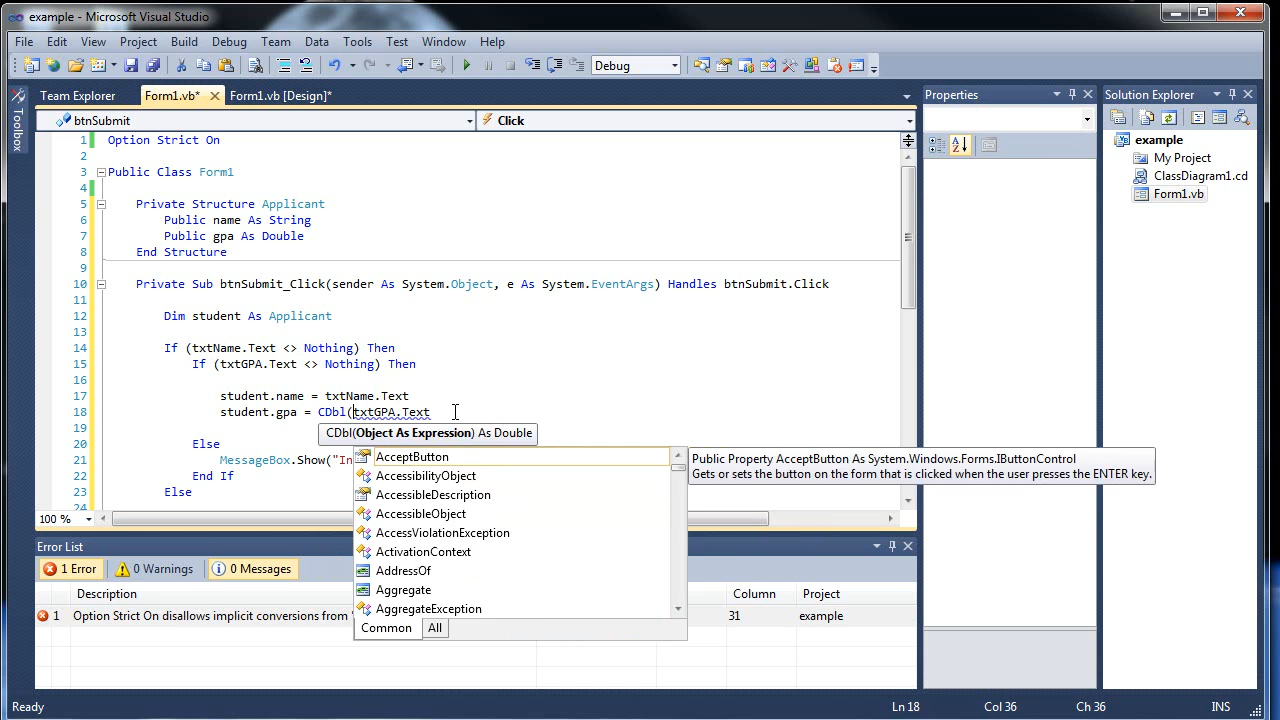 example - Microsoft Visual Studio
File Edit View Project Build Debug Team Data Tools Test Window Help
Debug
Team Explorer Form1.vb* Form1.vb [Design]*
btnSubmit Click
1 Option Strict On
2
3 Public Class Form1
4
5 Private Structure Applicant
6 Public name As String
7 Public gpa As Double
8 End Structure
9
10 Private Sub btnSubmit_Click(sender As System.Object, e As System.EventArgs) Handles btnSubmit.Click
11
12 Dim student As Applicant
13
14 If (txtName.Text <> Nothing) Then
15 If (txtGPA.Text <> Nothing) Then
16
17 student.name = txtName.Text
18 student.gpa = CDbl(txtGPA.Text
19
CDbl(Object As Expression) As Double
20 Else
21 MessageBox.Show("In
22 End If
23 Else
24
100 %
AcceptButton
AccessibilityObject
AccessibleDescription
AccessibleObject
AccessViolationException
ActivationContext
AddressOf
Aggregate
AggregateException
Common All
Public Property AcceptButton As System.Windows.Forms.IButtonControl
Gets or sets the button on the form that is clicked when the user presses the ENTER key.
Error List
1 Error 0 Warnings 0 Messages
Description Column Project
1 Option Strict On disallows implicit conversions from 31 example
Toolbox
Properties
Solution Explorer
example
My Project
ClassDiagram1.cd
Form1.vb
Ready Ln 18 Col 36 Ch 36 INS